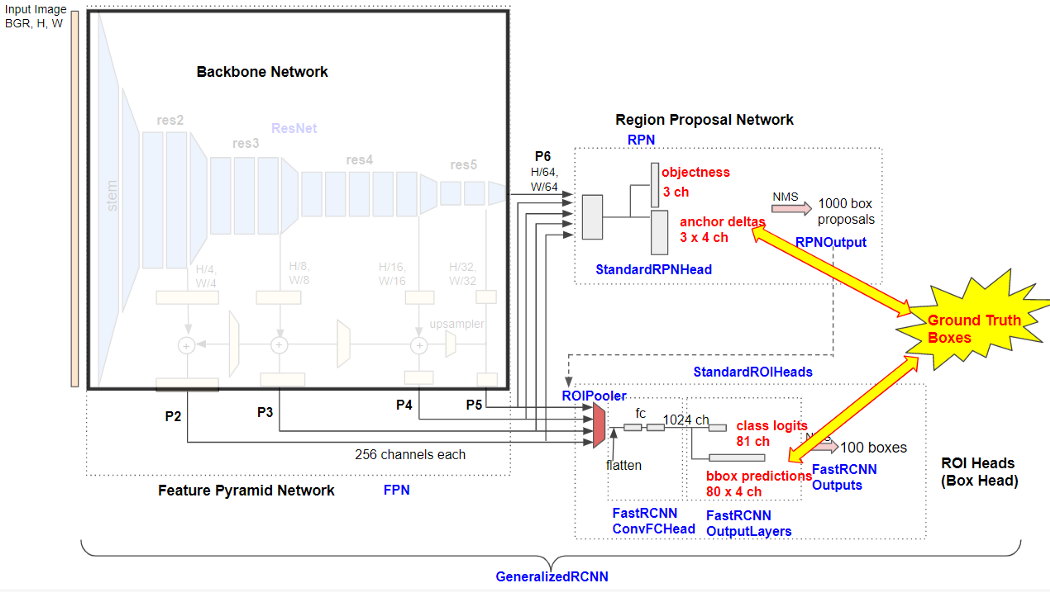 Input Image
BGR, H, W
Backbone Network
res2
ResNet
res3
res4
res5
stem
H/4,
W/4
H/8,
W/8
H/16,
W/16
H/32,
W/32
upsampler
P2
P3
P4
P5
256 channels each
Feature Pyramid Network
FPN
P6
H/64,
W/64
Region Proposal Network
RPN
objectness
3 ch
anchor deltas
3 x 4 ch
NMS
1000 box
proposals
RPNOutput
StandardRPNHead
Ground Truth
Boxes
StandardROIHeads
ROIPooler
fc
1024 ch
flatten
class logits
81 ch
100 boxes
bbox predictions
80 x 4 ch
FastRCNN
Outputs
FastRCNN
ConvFCHead
FastRCNN
OutputLayers
ROI Heads
(Box Head)
GeneralizedRCNN